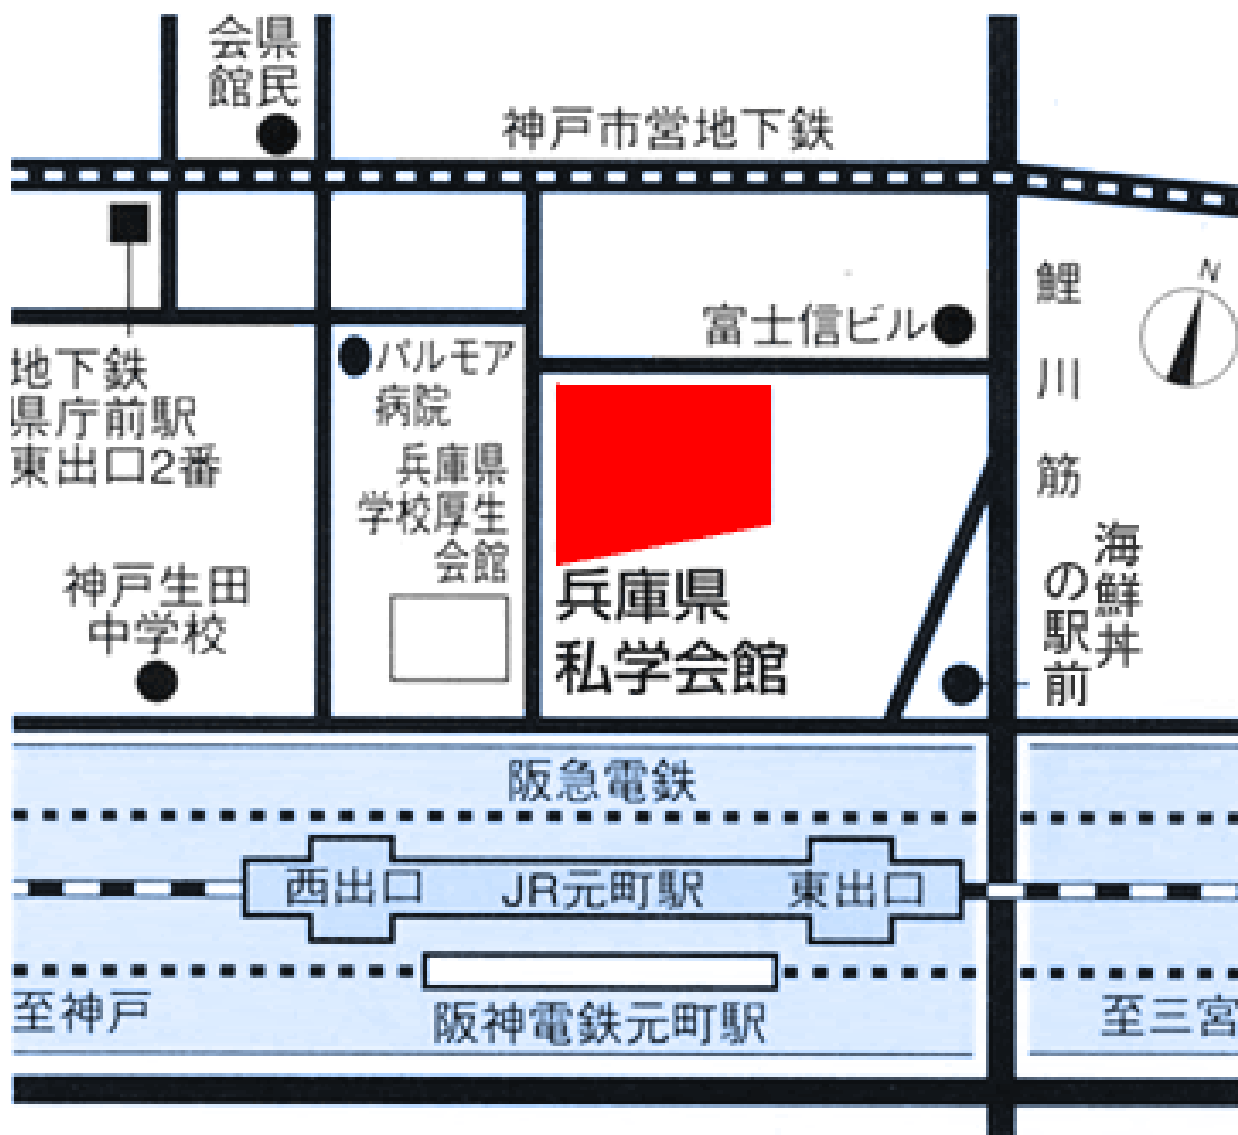 県民
会館
神戸市営地下鉄
N
富士信ビル
鯉川筋
パルモア
病院
地下鉄
県庁前駅
東出口2番
兵庫県
学校厚生
会館
神戸生田
中学校
兵庫県
私学会館
海鮮丼
の駅前
阪急電鉄
西出口
JR元町駅
東出口
至神戸
阪神電鉄元町駅
至三宮